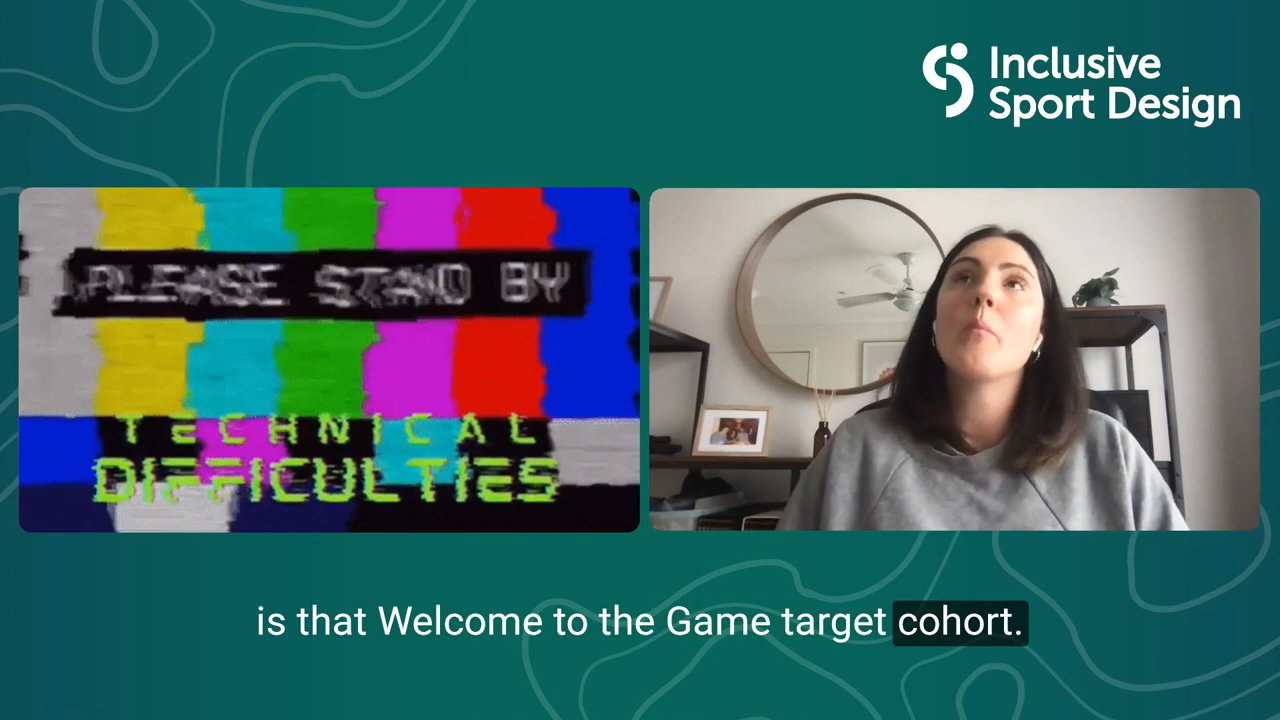 Inclusive
Sport Design
PLEASE STAND BY
TECHNICAL
DIFFICULTIES
is that Welcome to the Game target cohort.